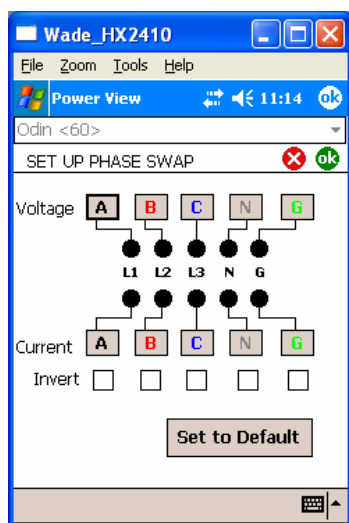 Wade_HX2410
File Zoom Tools Help
Power View 11:14 ok
Odin <60>
SET UP PHASE SWAP ok
Voltage A B C N G
L1 L2 L3 N G
Current A B C N G
Invert
Set to Default